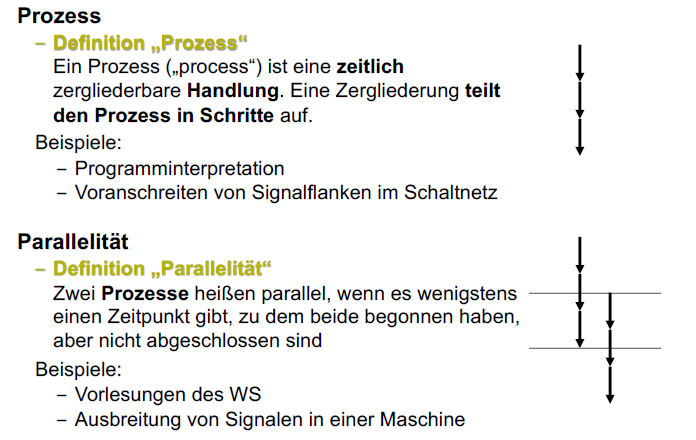 Prozess
– Definition „Prozess“
Ein Prozess („process“) ist eine zeitlich
zergliederbare Handlung. Eine Zergliederung teilt
den Prozess in Schritte auf.
Beispiele:
– Programminterpretation
– Voranschreiten von Signalflanken im Schaltnetz
Parallelität
– Definition „Parallelität“
Zwei Prozesse heißen parallel, wenn es wenigstens
einen Zeitpunkt gibt, zu dem beide begonnen haben,
aber nicht abgeschlossen sind
Beispiele:
– Vorlesungen des WS
– Ausbreitung von Signalen in einer Maschine